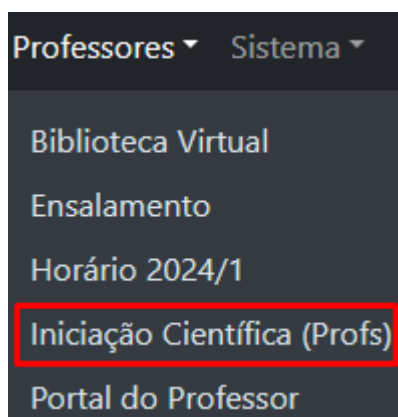 Professores Sistema
Biblioteca Virtual
Ensalamento
Horário 2024/1
Iniciação Científica (Profs)
Portal do Professor